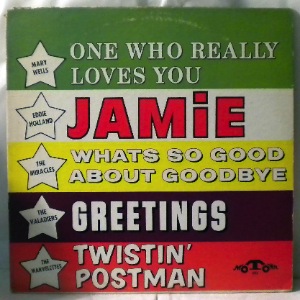 MARY
WELLS
ONE WHO REALLY
LOVES YOU
EDDIE
HOLLAND
JAMiE
THE
MIRACLES
WHATS SO GOOD
ABOUT GOODBYE
THE
VALADIERS
GREETINGS
THE
MARVELETTES
TWISTIN'
POSTMAN